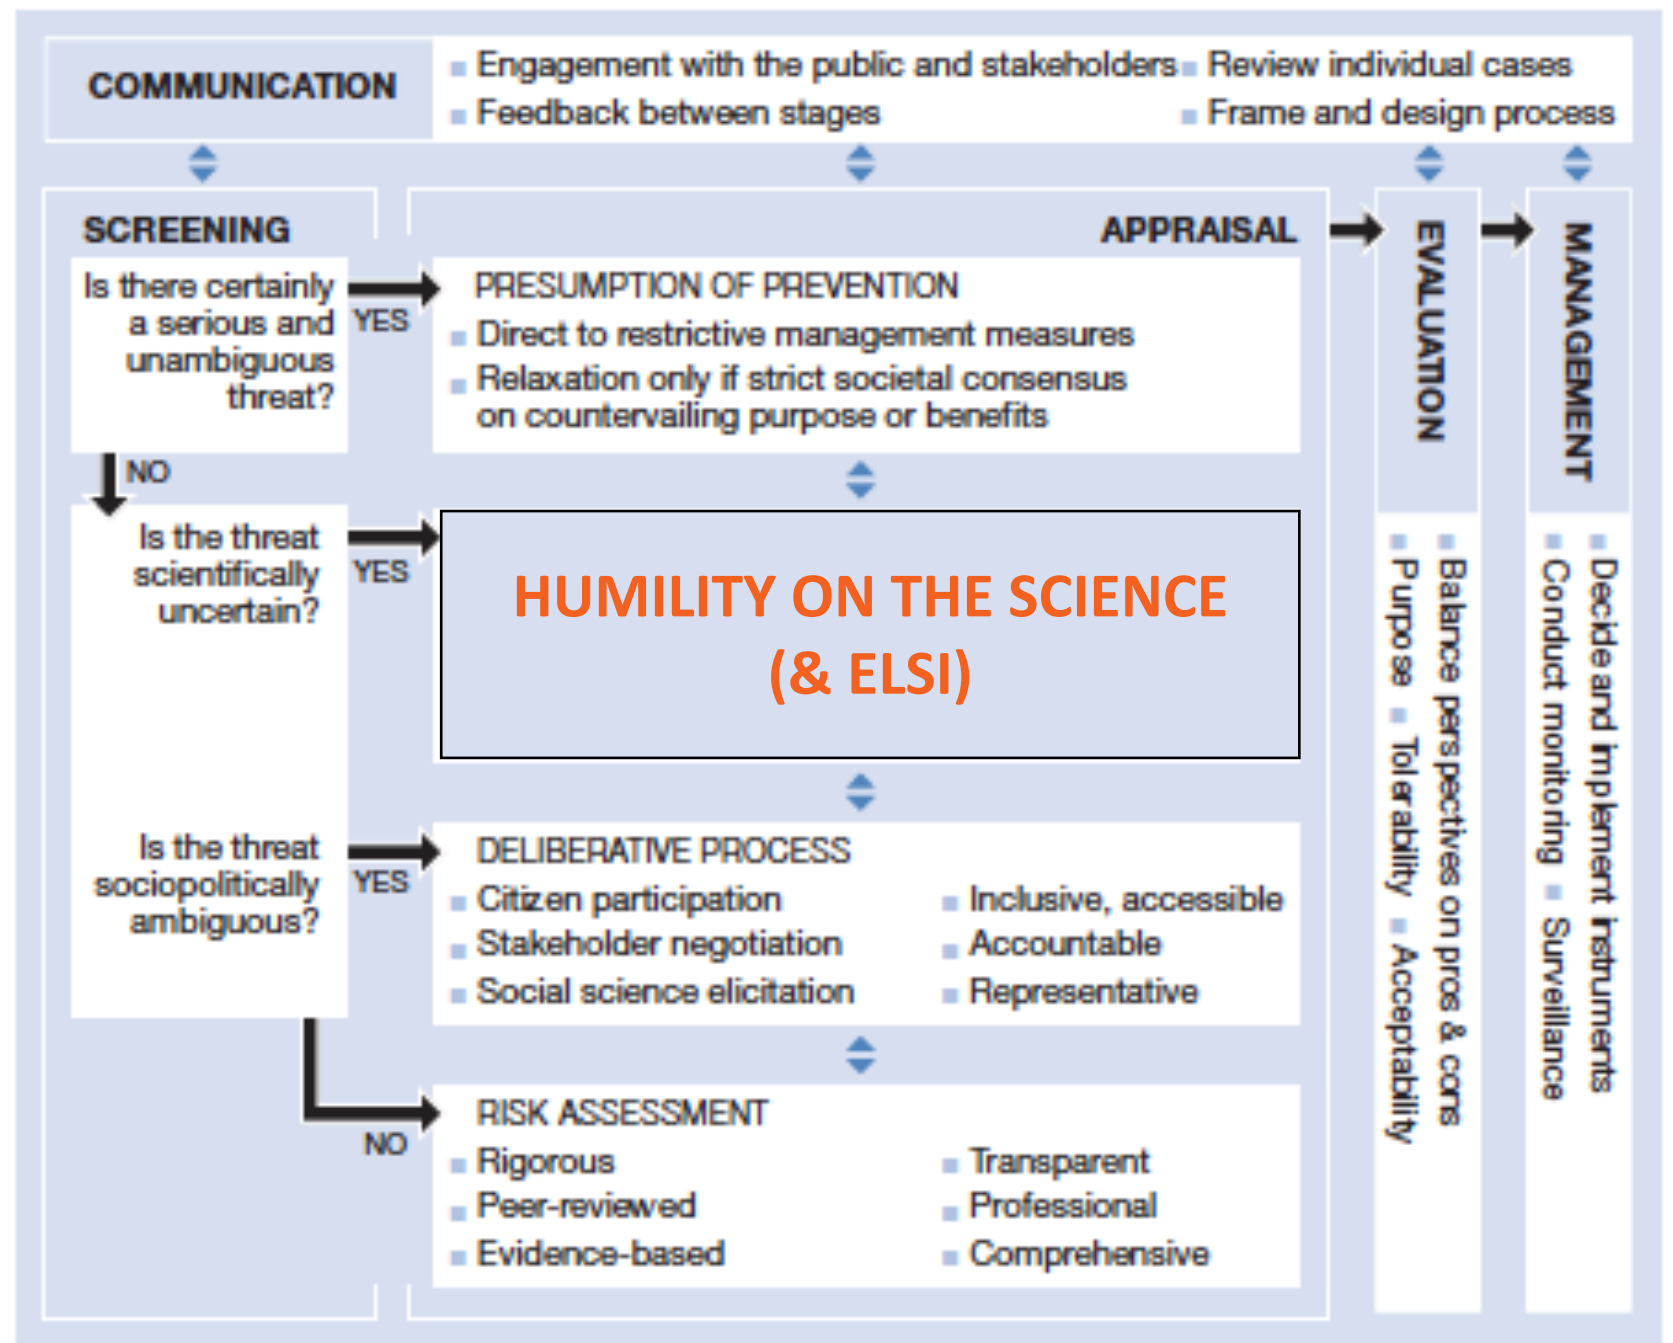 COMMUNICATION
Engagement with the public and stakeholders
Review individual cases
Feedback between stages
Frame and design process
SCREENING
Is there certainly
a serious and
unambiguous
threat?
YES
NO
Is the threat
scientifically
uncertain?
YES
Is the threat
sociopolitically
ambiguous?
YES
NO
APPRAISAL
PRESUMPTION OF PREVENTION
Direct to restrictive management measures
Relaxation only if strict societal consensus
on countervailing purpose or benefits
HUMILITY ON THE SCIENCE
(& ELSI)
DELIBERATIVE PROCESS
Citizen participation
Inclusive, accessible
Stakeholder negotiation
Accountable
Social science elicitation
Representative
RISK ASSESSMENT
Rigorous
Transparent
Peer-reviewed
Professional
Evidence-based
Comprehensive
EVALUATION
Balance perspectives on pros & cons
Purpose Tolerability Acceptability
MANAGEMENT
Decide and implement instruments
Conduct monitoring Surveillance